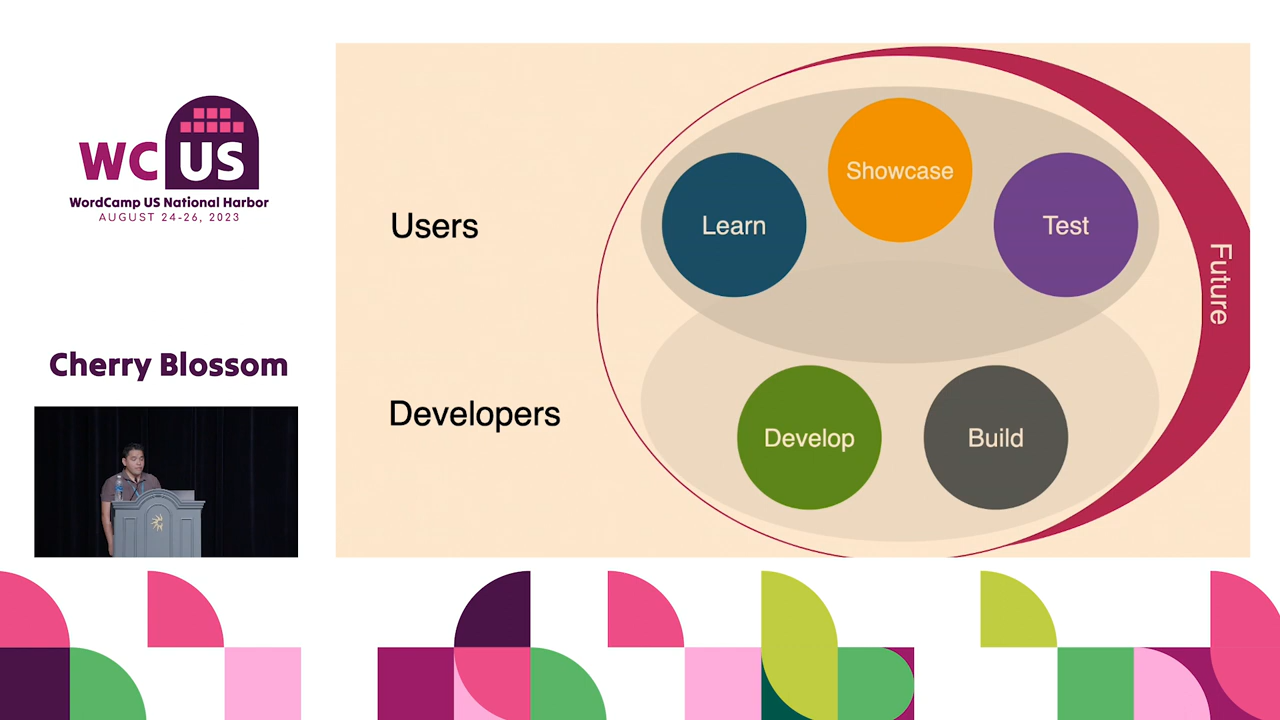 WC US
WordCamp US National Harbor
AUGUST 24-26, 2023
Cherry Blossom
Users
Learn
Showcase
Test
Future
Developers
Develop
Build